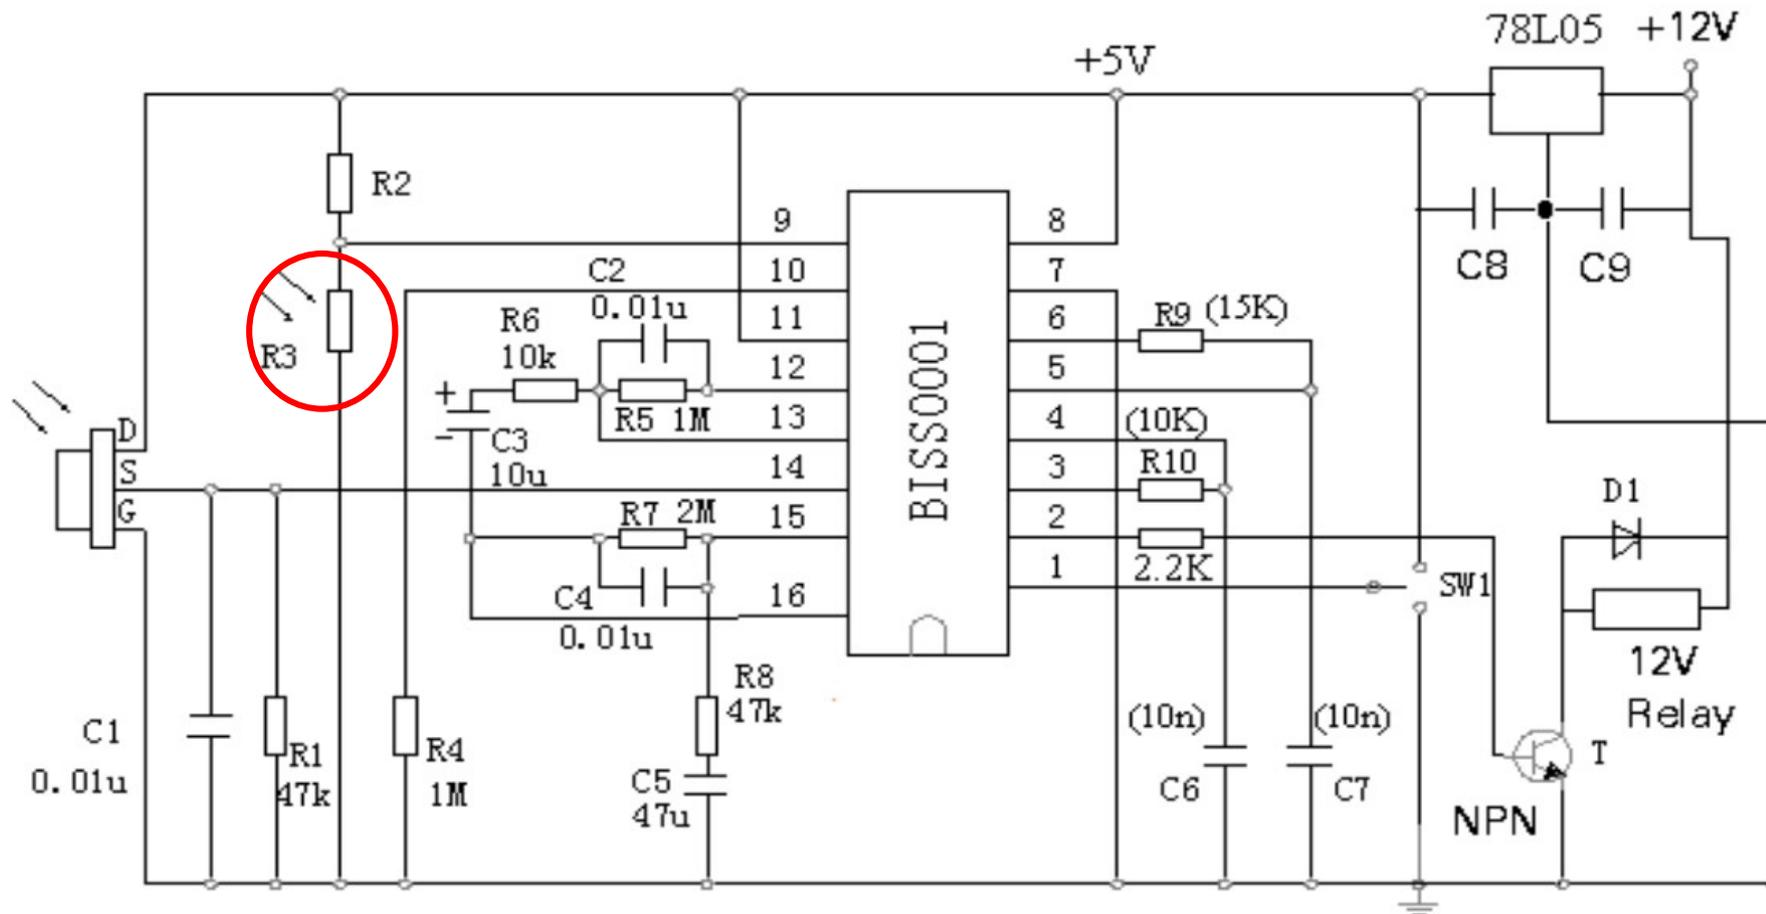 78L05 +12V
+5V
R2
9
8
C2
10
7
0.01u
R6
11
6
R9
(15K)
C8
C9
R3
10k
12
5
+
R5 1M
13
4
(10K)
D
-
C3
S
10u
14
3
R10
G
R7 2M
15
2
D1
BISS0001
1
2.2K
SW1
C4
16
0.01u
12V
Relay
R8
47k
C1
0.01u
R1
47k
R4
1M
C5
47u
(10n)
(10n)
C6
C7
T
NPN